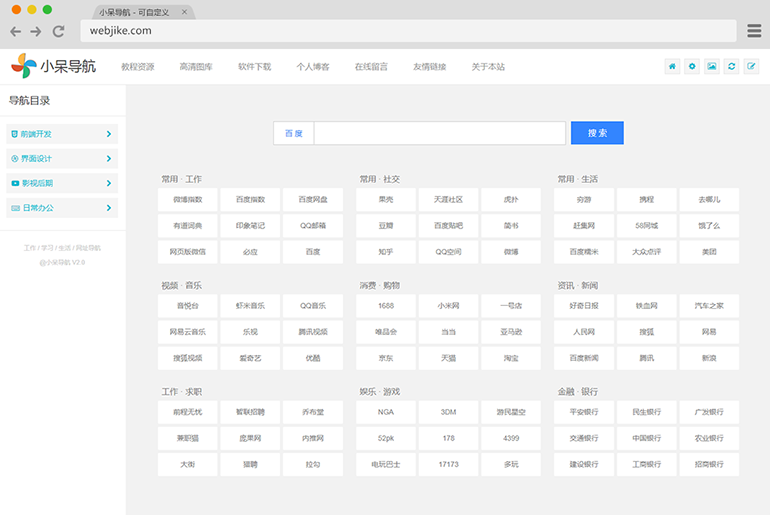 小呆导航 - 可自定义 ×
webjike.com
小呆导航 教程资源 高清图库 软件下载 个人博客 在线留言 友情链接 关于本站
导航目录
前端开发
界面设计
影视后期
日常办公
工作 / 学习 / 生活 / 网址导航
@小呆导航 V2.8
百度 搜索
常用 · 工作
微博指数 百度指数 百度网盘
有道词典 印象笔记 QQ邮箱
网页版微信 必应 百度
常用 · 社交
果壳 天涯社区 虎扑
豆瓣 百度贴吧 简书
知乎 QQ空间 微博
常用 · 生活
穷游 携程 去哪儿
赶集网 58同城 饿了么
百度糯米 大众点评 美团
视频 · 音乐
音悦台 虾米音乐 QQ音乐
网易云音乐 乐视 腾讯视频
搜狐视频 爱奇艺 优酷
消费 · 购物
1688 小米网 一号店
唯品会 当当 亚马逊
京东 天猫 淘宝
资讯 · 新闻
好奇日报 铁血网 汽车之家
人民网 搜狐 网易
百度新闻 腾讯 新浪
工作 · 求职
前程无忧 智联招聘 乔布堂
兼职猫 应果网 内推网
大街 猎聘 拉勾
娱乐 · 游戏
NGA 3DM 游民星空
52pk 178 4399
电玩巴士 17173 多玩
金融 · 银行
平安银行 民生银行 广发银行
交通银行 中国银行 农业银行
建设银行 工商银行 招商银行